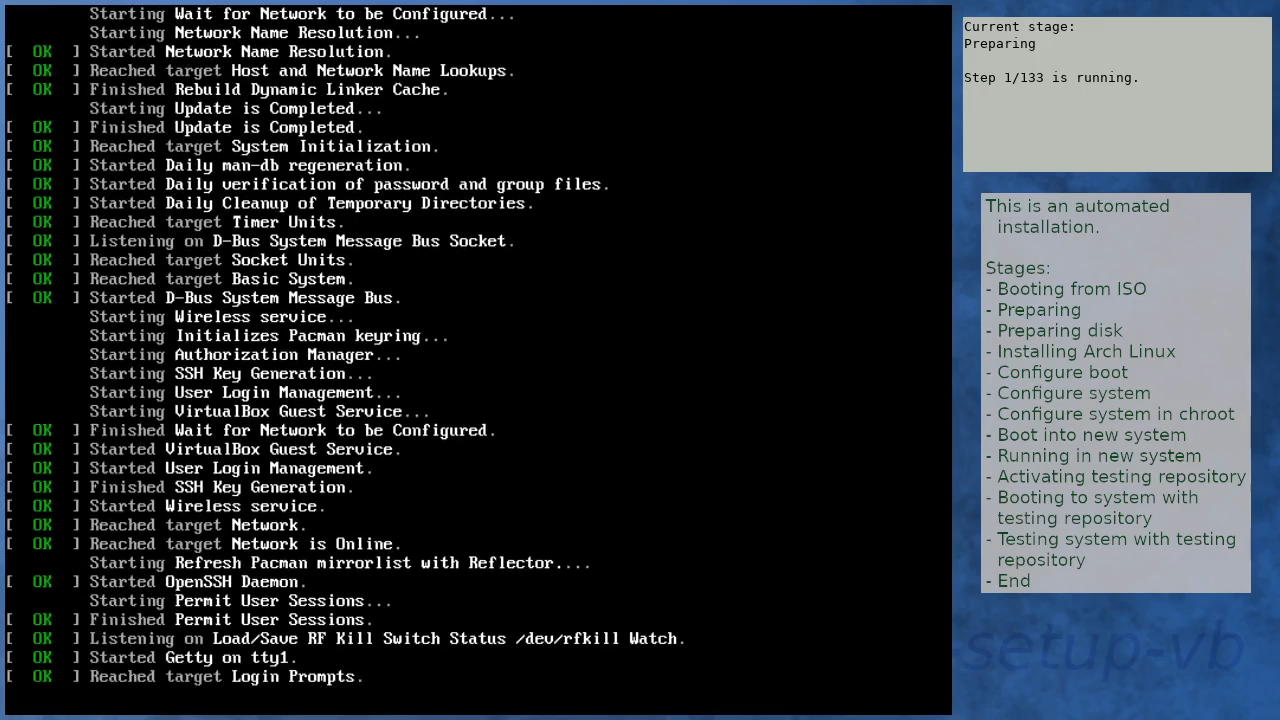 Starting Wait for Network to be Configured...
Starting Network Name Resolution...
[  OK  ] Started Network Name Resolution.
[  OK  ] Reached target Host and Network Name Lookups.
[  OK  ] Finished Rebuild Dynamic Linker Cache.
Starting Update is Completed...
[  OK  ] Finished Update is Completed.
[  OK  ] Reached target System Initialization.
[  OK  ] Started Daily man-db regeneration.
[  OK  ] Started Daily verification of password and group files.
[  OK  ] Started Daily Cleanup of Temporary Directories.
[  OK  ] Reached target Timer Units.
[  OK  ] Listening on D-Bus System Message Bus Socket.
[  OK  ] Reached target Socket Units.
[  OK  ] Reached target Basic System.
[  OK  ] Started D-Bus System Message Bus.
Starting Wireless service...
Starting Initializes Pacman keyring...
Starting Authorization Manager...
Starting SSH Key Generation...
Starting User Login Management...
Starting VirtualBox Guest Service...
[  OK  ] Finished Wait for Network to be Configured.
[  OK  ] Started VirtualBox Guest Service.
[  OK  ] Started User Login Management.
[  OK  ] Finished SSH Key Generation.
[  OK  ] Started Wireless service.
[  OK  ] Reached target Network.
[  OK  ] Reached target Network is Online.
Starting Refresh Pacman mirrorlist with Reflector....
[  OK  ] Started OpenSSH Daemon.
Starting Permit User Sessions...
[  OK  ] Finished Permit User Sessions.
[  OK  ] Listening on Load/Save RF Kill Switch Status /dev/rfkill Watch.
[  OK  ] Started Getty on tty1.
[  OK  ] Reached target Login Prompts.
Current stage:
Preparing
Step 1/133 is running.
This is an automated
installation.
Stages:
- Booting from ISO
- Preparing
- Preparing disk
- Installing Arch Linux
- Configure boot
- Configure system
- Configure system in chroot
- Boot into new system
- Running in new system
- Activating testing repository
- Booting to system with
testing repository
- Testing system with testing
repository
- End
-setup-vb